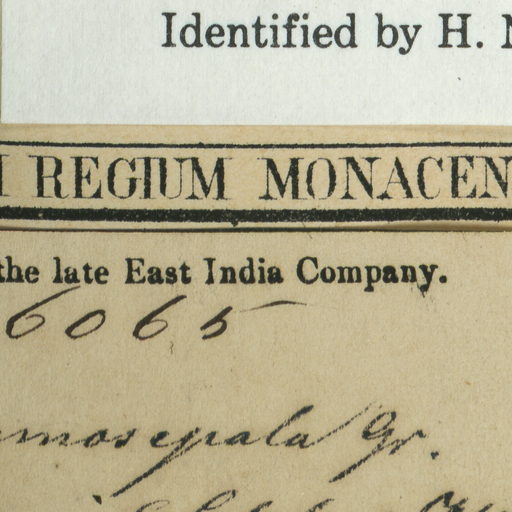 Identified by H.
REGIUM MONACEN
the late East India Company.
6065
mosepala Gr.